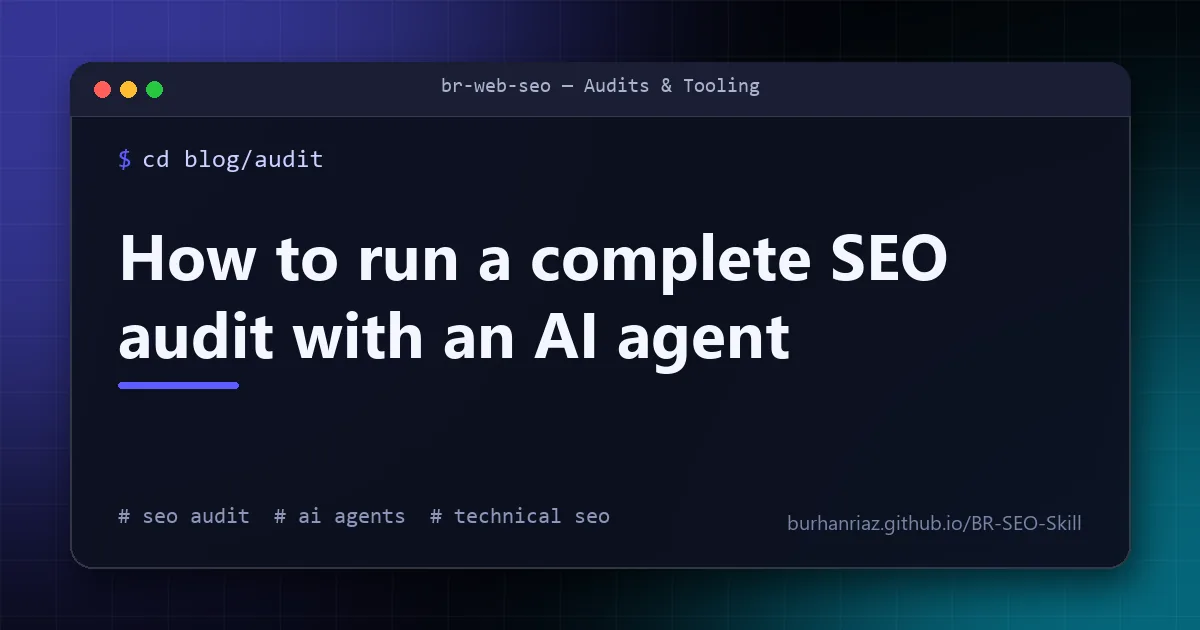 br-web-seo — Audits & Tooling
$ cd blog/audit
How to run a complete SEO
audit with an AI agent
# seo audit # ai agents # technical seo
burhanriaz.github.io/BR-SEO-Skill